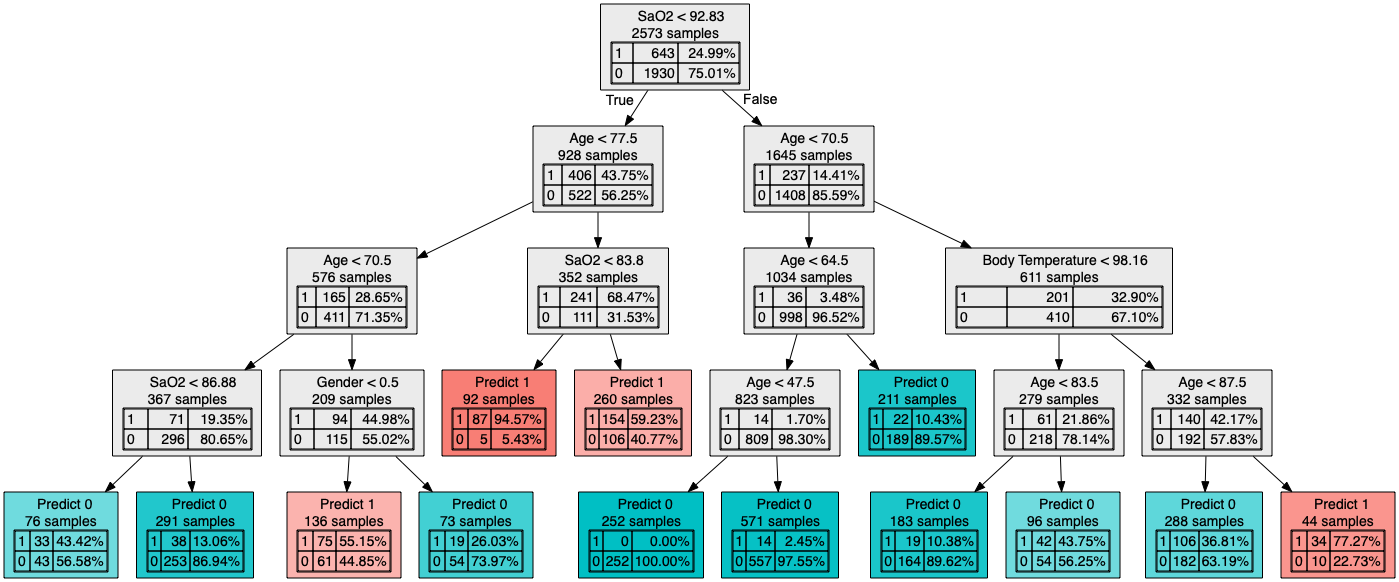 SaO2 < 92.83
2573 samples
1 643 24.99%
0 1930 75.01%
True
False
Age < 77.5
928 samples
1 406 43.75%
0 522 56.25%
Age < 70.5
1645 samples
1 237 14.41%
0 1408 85.59%
Age < 70.5
576 samples
1 165 28.65%
0 411 71.35%
SaO2 < 83.8
352 samples
1 241 68.47%
0 111 31.53%
Age < 64.5
1034 samples
1 36 3.48%
0 998 96.52%
Body Temperature < 98.16
611 samples
1 201 32.90%
0 410 67.10%
SaO2 < 86.88
367 samples
1 71 19.35%
0 296 80.65%
Gender < 0.5
209 samples
1 94 44.98%
0 115 55.02%
Predict 1
92 samples
1 87 94.57%
0 5 5.43%
Predict 1
260 samples
1 154 59.23%
0 106 40.77%
Age < 47.5
823 samples
1 14 1.70%
0 809 98.30%
Predict 0
211 samples
1 22 10.43%
0 189 89.57%
Age < 83.5
279 samples
1 61 21.86%
0 218 78.14%
Age < 87.5
332 samples
1 140 42.17%
0 192 57.83%
Predict 0
76 samples
1 33 43.42%
0 43 56.58%
Predict 0
291 samples
1 38 13.06%
0 253 86.94%
Predict 1
136 samples
1 75 55.15%
0 61 44.85%
Predict 0
73 samples
1 19 26.03%
0 54 73.97%
Predict 0
252 samples
1 0 0.00%
0 252 100.00%
Predict 0
571 samples
1 14 2.45%
0 557 97.55%
Predict 0
183 samples
1 19 10.38%
0 164 89.62%
Predict 0
96 samples
1 42 43.75%
0 54 56.25%
Predict 0
288 samples
1 106 36.81%
0 182 63.19%
Predict 1
44 samples
1 34 77.27%
0 10 22.73%